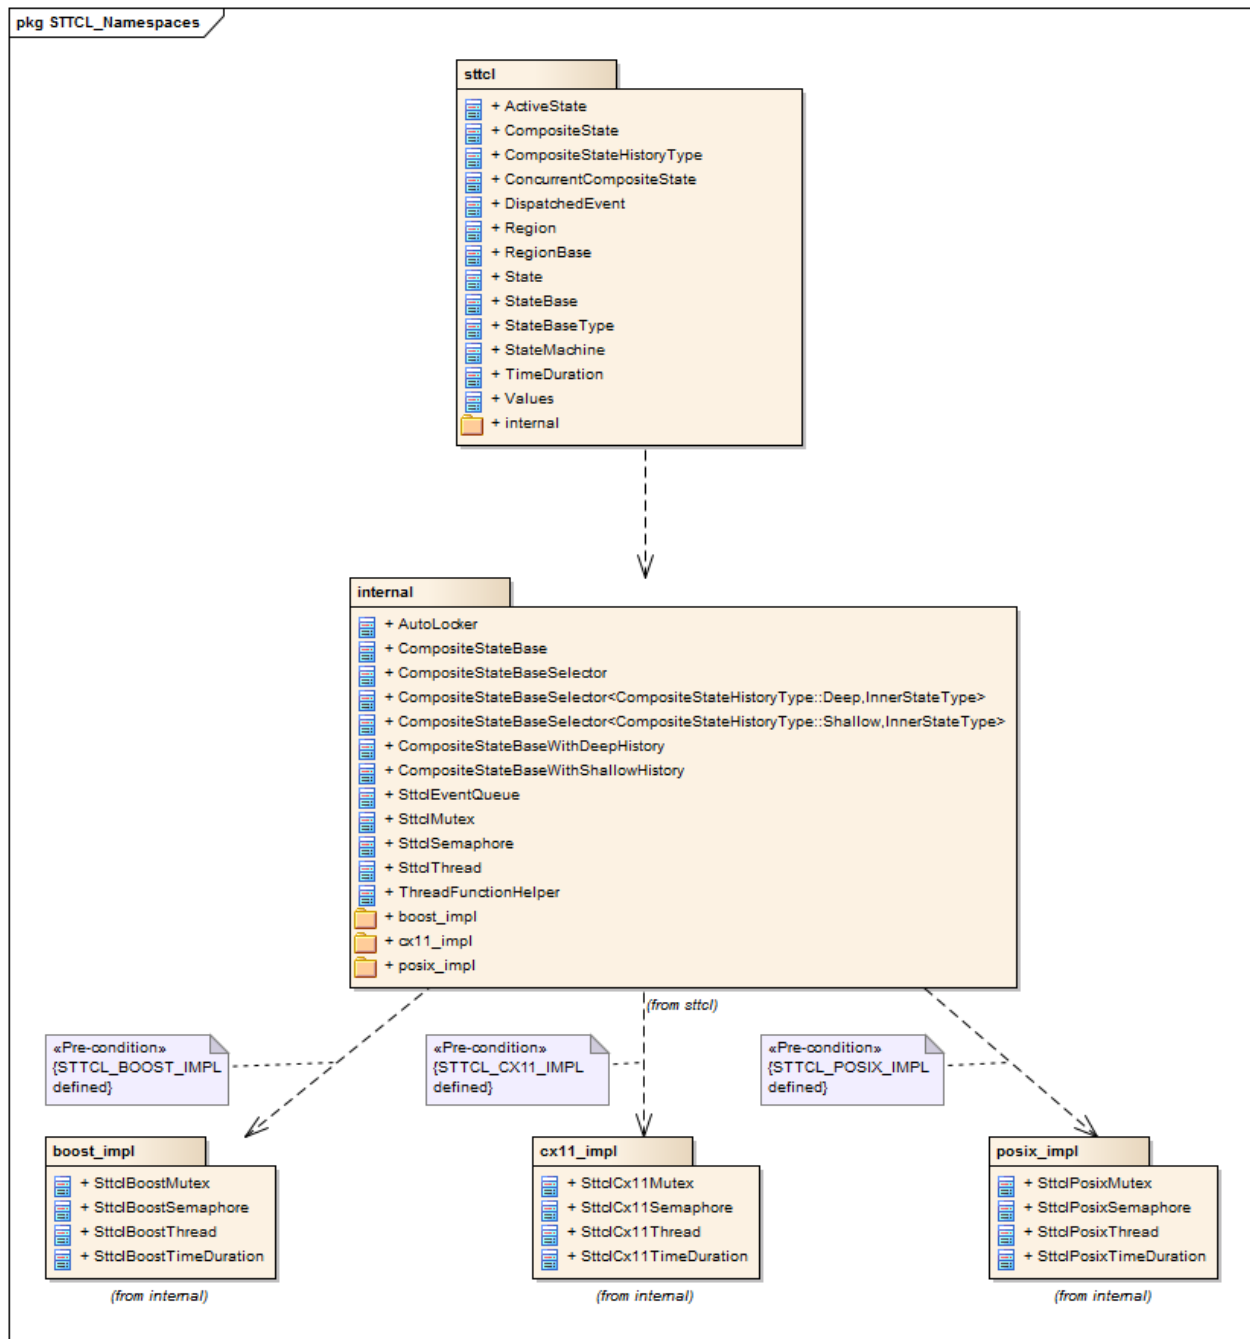 pkg STTCL_Namespaces
sttcl
+ ActiveState
+ CompositeState
+ CompositeStateHistoryType
+ ConcurrentCompositeState
+ DispatchedEvent
+ Region
+ RegionBase
+ State
+ StateBase
+ StateBaseType
+ StateMachine
+ TimeDuration
+ Values
+ internal
internal
+ AutoLocker
+ CompositeStateBase
+ CompositeStateBaseSelector
+ CompositeStateBaseSelector<CompositeStateHistoryType::Deep,InnerStateType>
+ CompositeStateBaseSelector<CompositeStateHistoryType::Shallow,InnerStateType>
+ CompositeStateBaseWithDeepHistory
+ CompositeStateBaseWithShallowHistory
+ SttclEventQueue
+ SttclMutex
+ SttclSemaphore
+ SttclThread
+ ThreadFunctionHelper
+ boost_impl
+ cx11_impl
+ posix_impl
(from sttcl)
«Pre-condition»
{STTCL_BOOST_IMPL
defined}
«Pre-condition»
{STTCL_CX11_IMPL
defined}
«Pre-condition»
{STTCL_POSIX_IMPL
defined}
boost_impl
+ SttclBoostMutex
+ SttclBoostSemaphore
+ SttclBoostThread
+ SttclBoostTimeDuration
(from internal)
cx11_impl
+ SttclCx11Mutex
+ SttclCx11Semaphore
+ SttclCx11Thread
+ SttclCx11TimeDuration
(from internal)
posix_impl
+ SttclPosixMutex
+ SttclPosixSemaphore
+ SttclPosixThread
+ SttclPosixTimeDuration
(from internal)